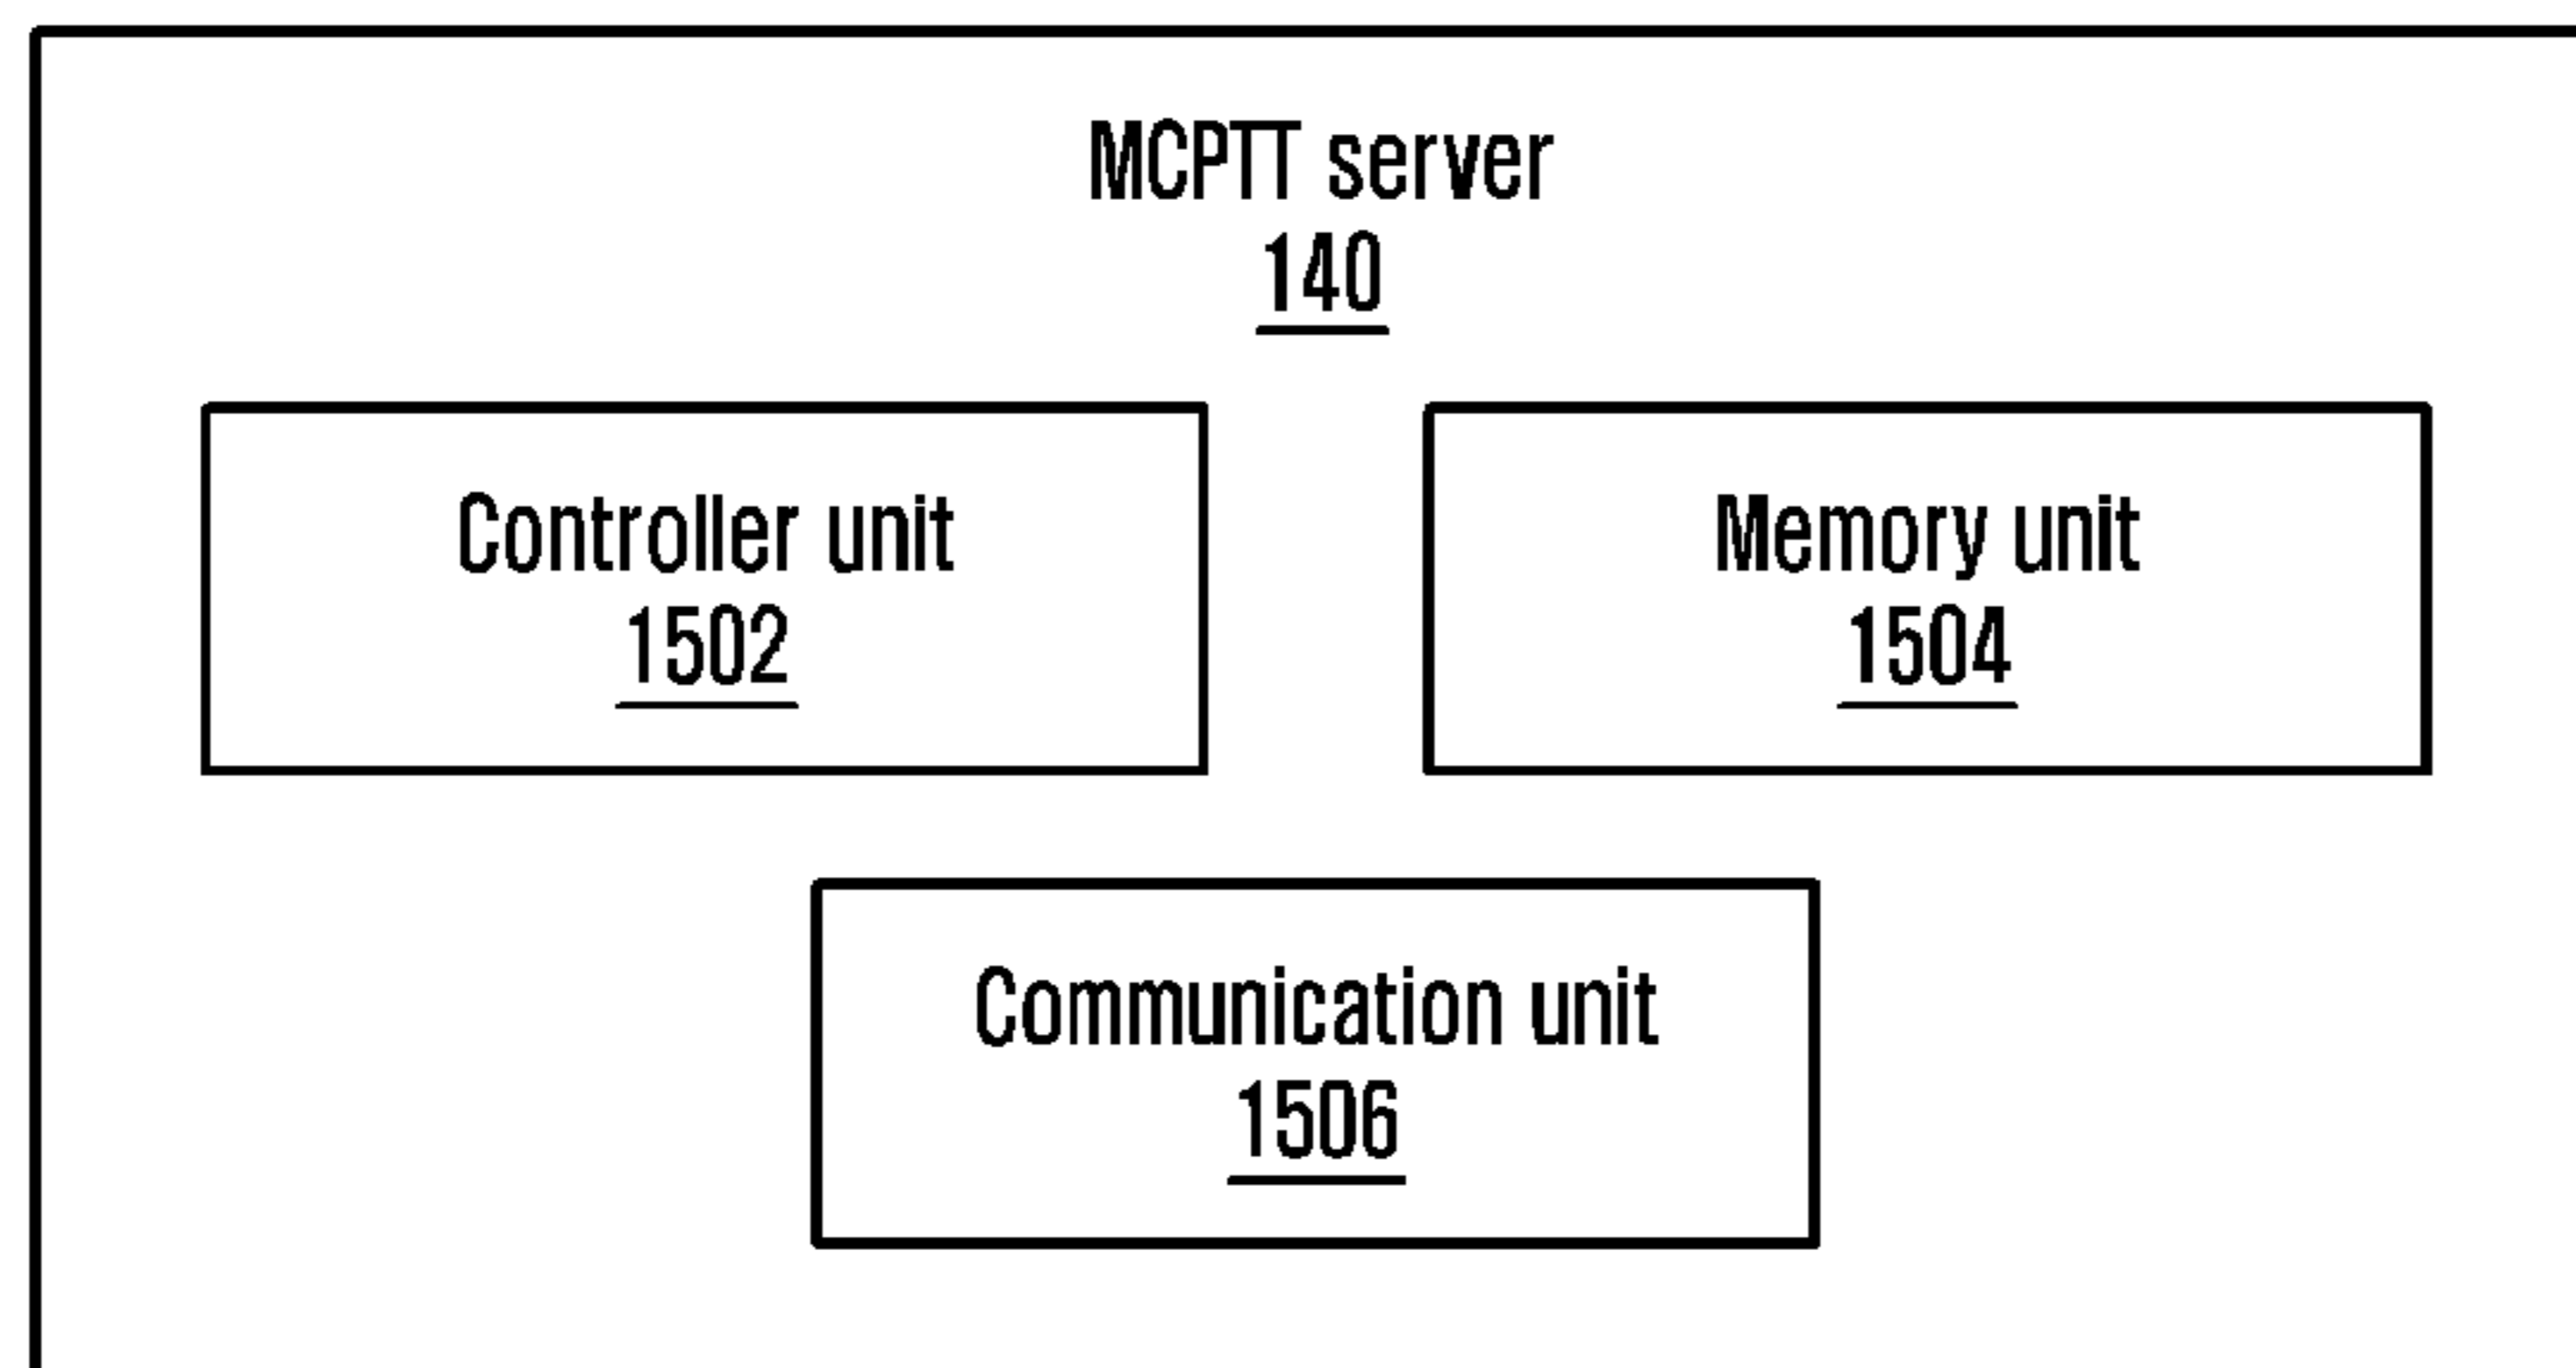 MCPTT server
140
Controller unit
1502
Memory unit
1504
Communication unit
1506